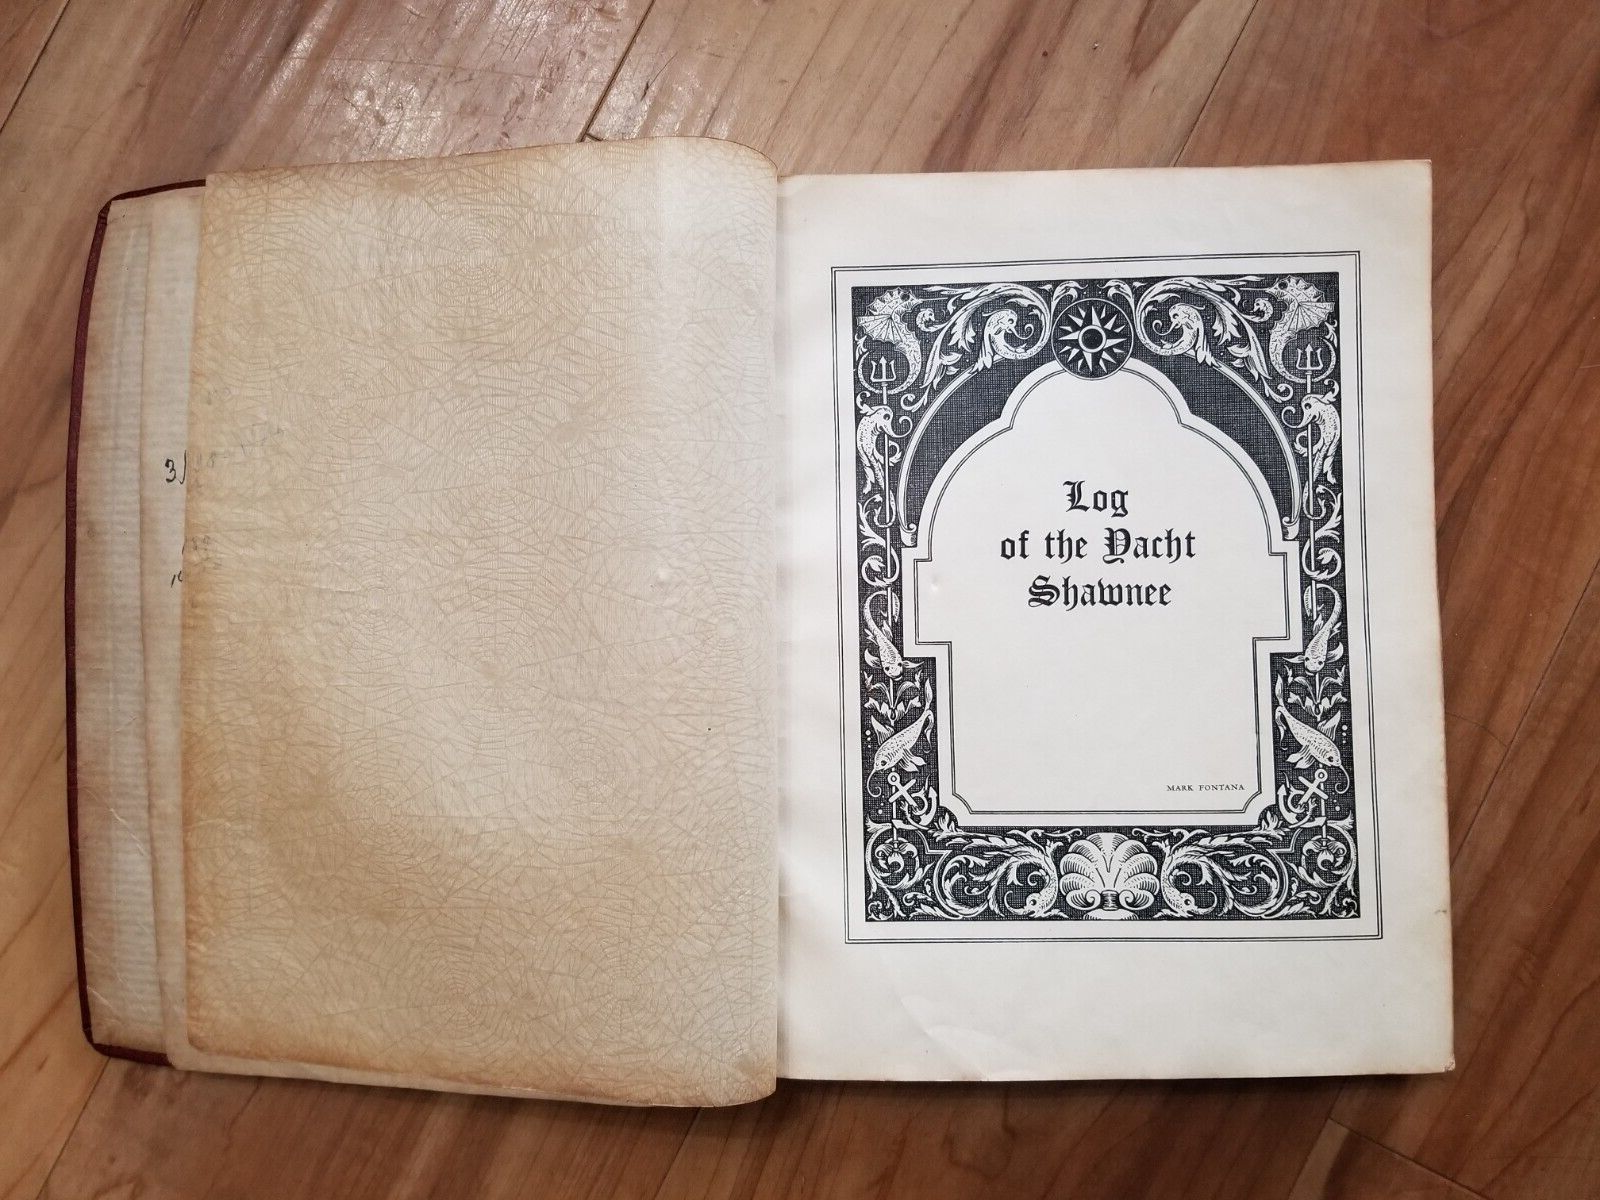 Log
of the Yacht
Shawnee
MARK FONTANA